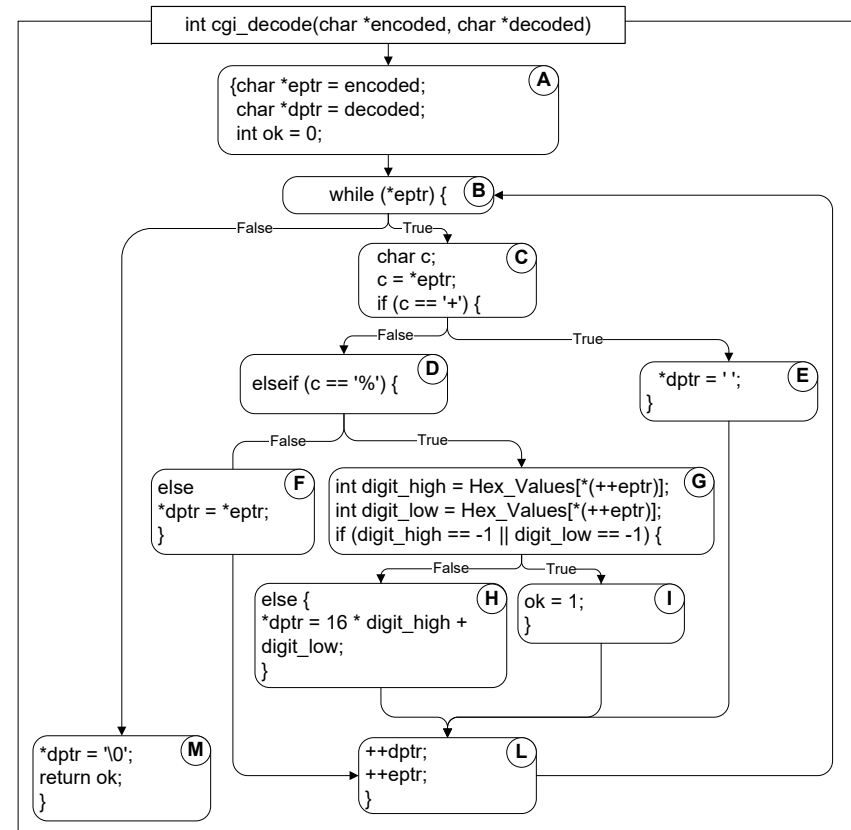 int cgi_decode(char *encoded, char *decoded)
A
{char *eptr = encoded;
char *dptr = decoded;
int ok = 0;
while (*eptr) {
B
False
True
char c;
C
c = *eptr;
if (c == '+') {
False
True
D
elseif (c == '%') {
E
*dptr = ' ';
}
False
True
else
F
*dptr = *eptr;
}
int digit_high = Hex_Values[*(++eptr)];
G
int digit_low = Hex_Values[*(++eptr)];
if (digit_high == -1 || digit_low == -1) {
False
True
else {
H
*dptr = 16 * digit_high +
digit_low;
}
ok = 1;
I
}
*dptr = '\0';
M
return ok;
}
++dptr;
L
++eptr;
}